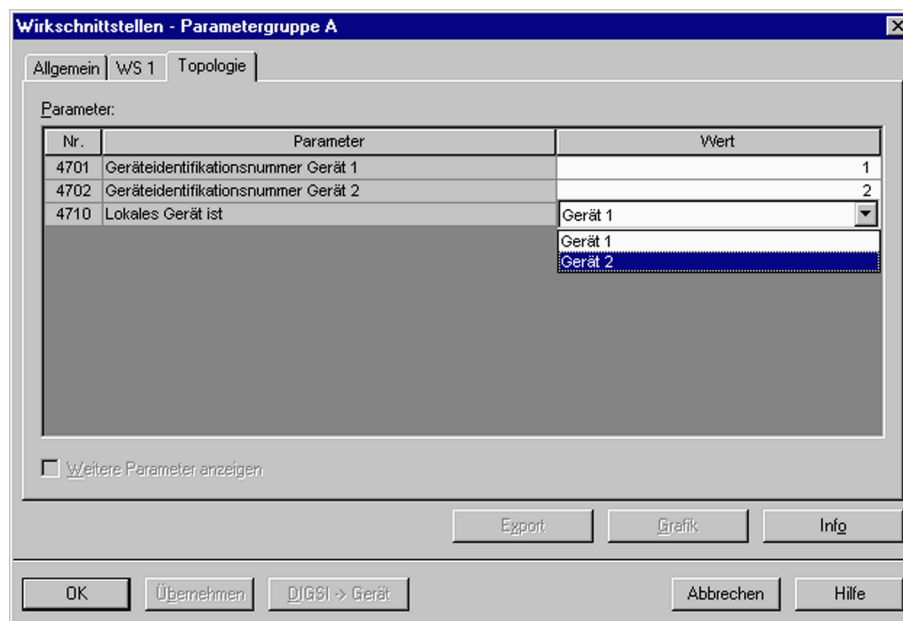 Wirkschnittstellen - Parametergruppe A
Allgemein WS 1 Topologie
Parameter:
Nr. Parameter Wert
4701 Geräteidentifikationsnummer Gerät 1 1
4702 Geräteidentifikationsnummer Gerät 2 2
4710 Lokales Gerät ist Gerät 1
Gerät 1
Gerät 2
Weitere Parameter anzeigen
Export Grafik Info
OK Übernehmen DIGSI -> Gerät Abbrechen Hilfe